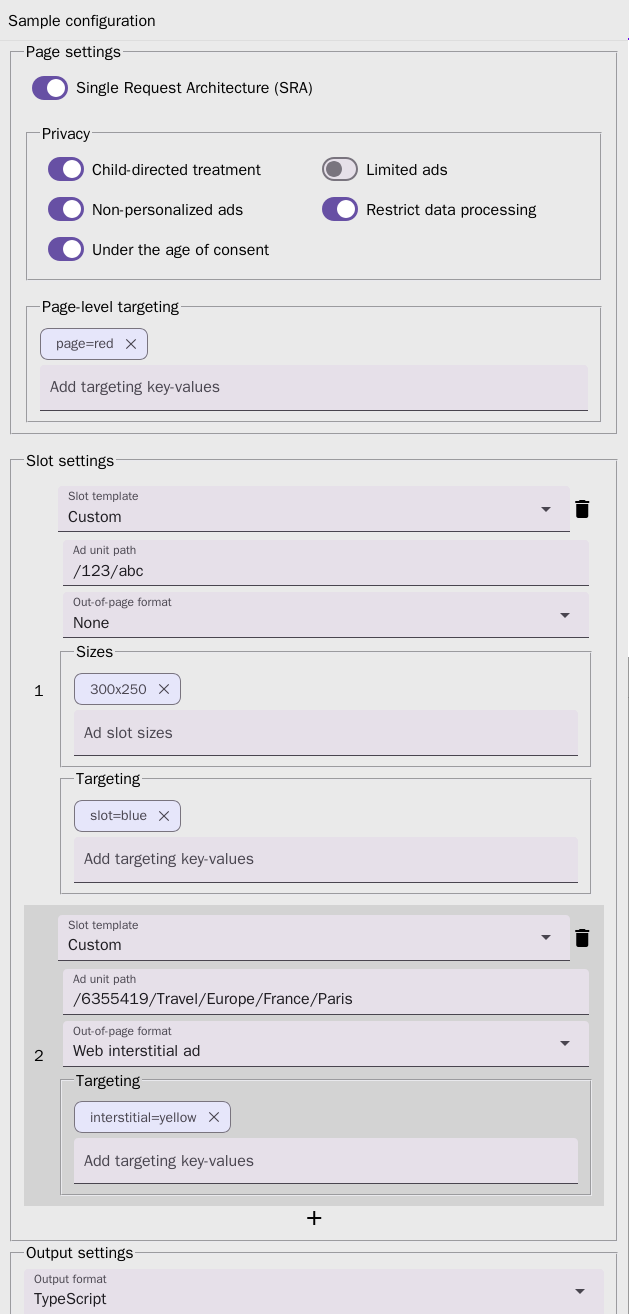 Sample configuration
Page settings
Single Request Architecture (SRA)
Privacy
Child-directed treatment
Limited ads
Non-personalized ads
Restrict data processing
Under the age of consent
Page-level targeting
page=red
Add targeting key-values
Slot settings
Slot template
Custom
Ad unit path
/123/abc
Out-of-page format
None
Sizes
1
300x250
Ad slot sizes
Targeting
slot=blue
Add targeting key-values
Slot template
Custom
Ad unit path
/6355419/Travel/Europe/France/Paris
Out-of-page format
Web interstitial ad
2
Targeting
interstitial=yellow
Add targeting key-values
Output settings
Output format
TypeScript